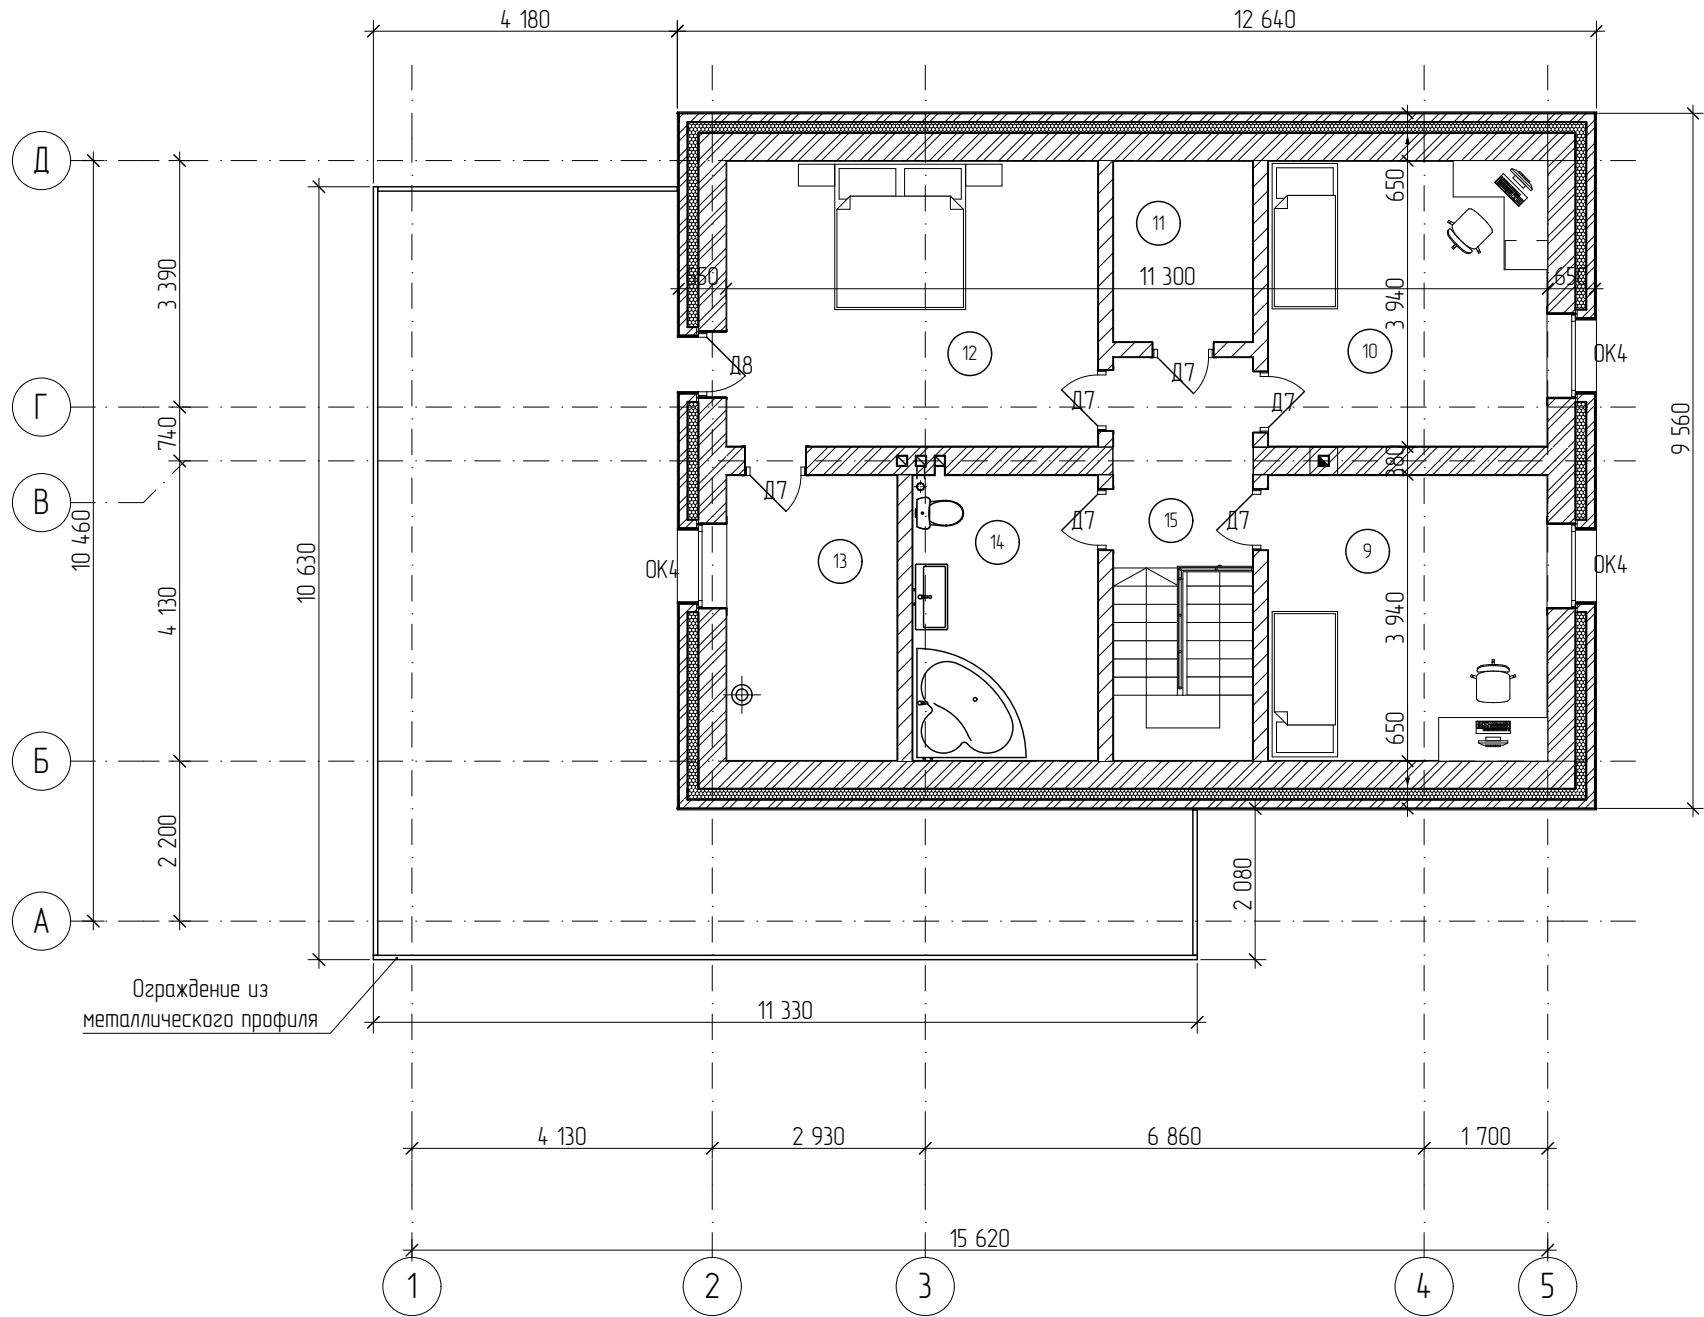 4 180
12 640
Д
650
11
3 390
650
11 300
650
3 940
12
10
ОК4
Д8
Д7
Д7
Д7
Г
740
9 560
380
В
Д7
Д7
15
Д7
14
13
9
10 460
10 630
ОК4
ОК4
4 130
3 940
650
Б
2 200
2 080
А
Ограждение из
металлического профиля
11 330
4 130
2 930
6 860
1 700
15 620
1
2
3
4
5